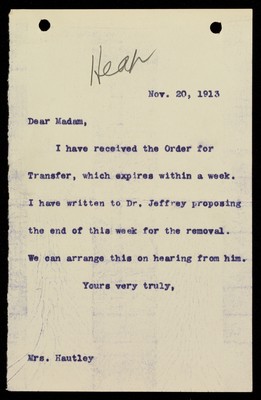 Heap
Nov. 20, 1913
Dear Madam,
I have received the Order for
Transfer, which expires within a week.
I have written to Dr. Jeffrey proposing
the end of this week for the removal.
We can arrange this on hearing from him.
Yours very truly,
Mrs. Hautley